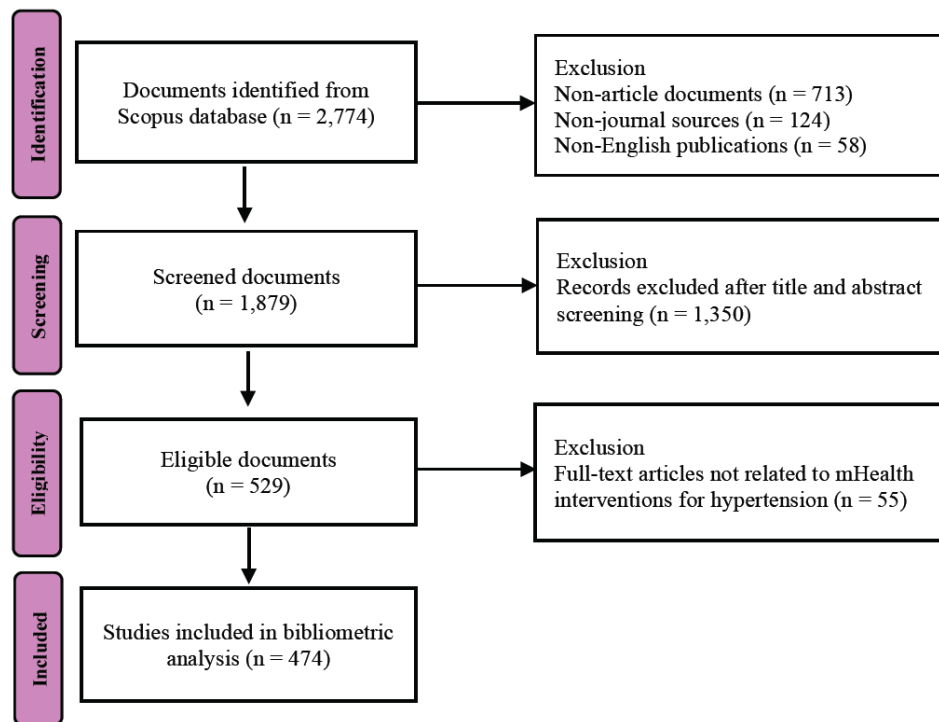 Identification
Documents identified from
Scopus database (n = 2,774)
Exclusion
Non-article documents (n = 713)
Non-journal sources (n = 124)
Non-English publications (n = 58)
Screening
Screened documents
(n = 1,879)
Exclusion
Records excluded after title and abstract
screening (n = 1,350)
Eligibility
Eligible documents
(n = 529)
Exclusion
Full-text articles not related to mHealth
interventions for hypertension (n = 55)
Included
Studies included in bibliometric
analysis (n = 474)